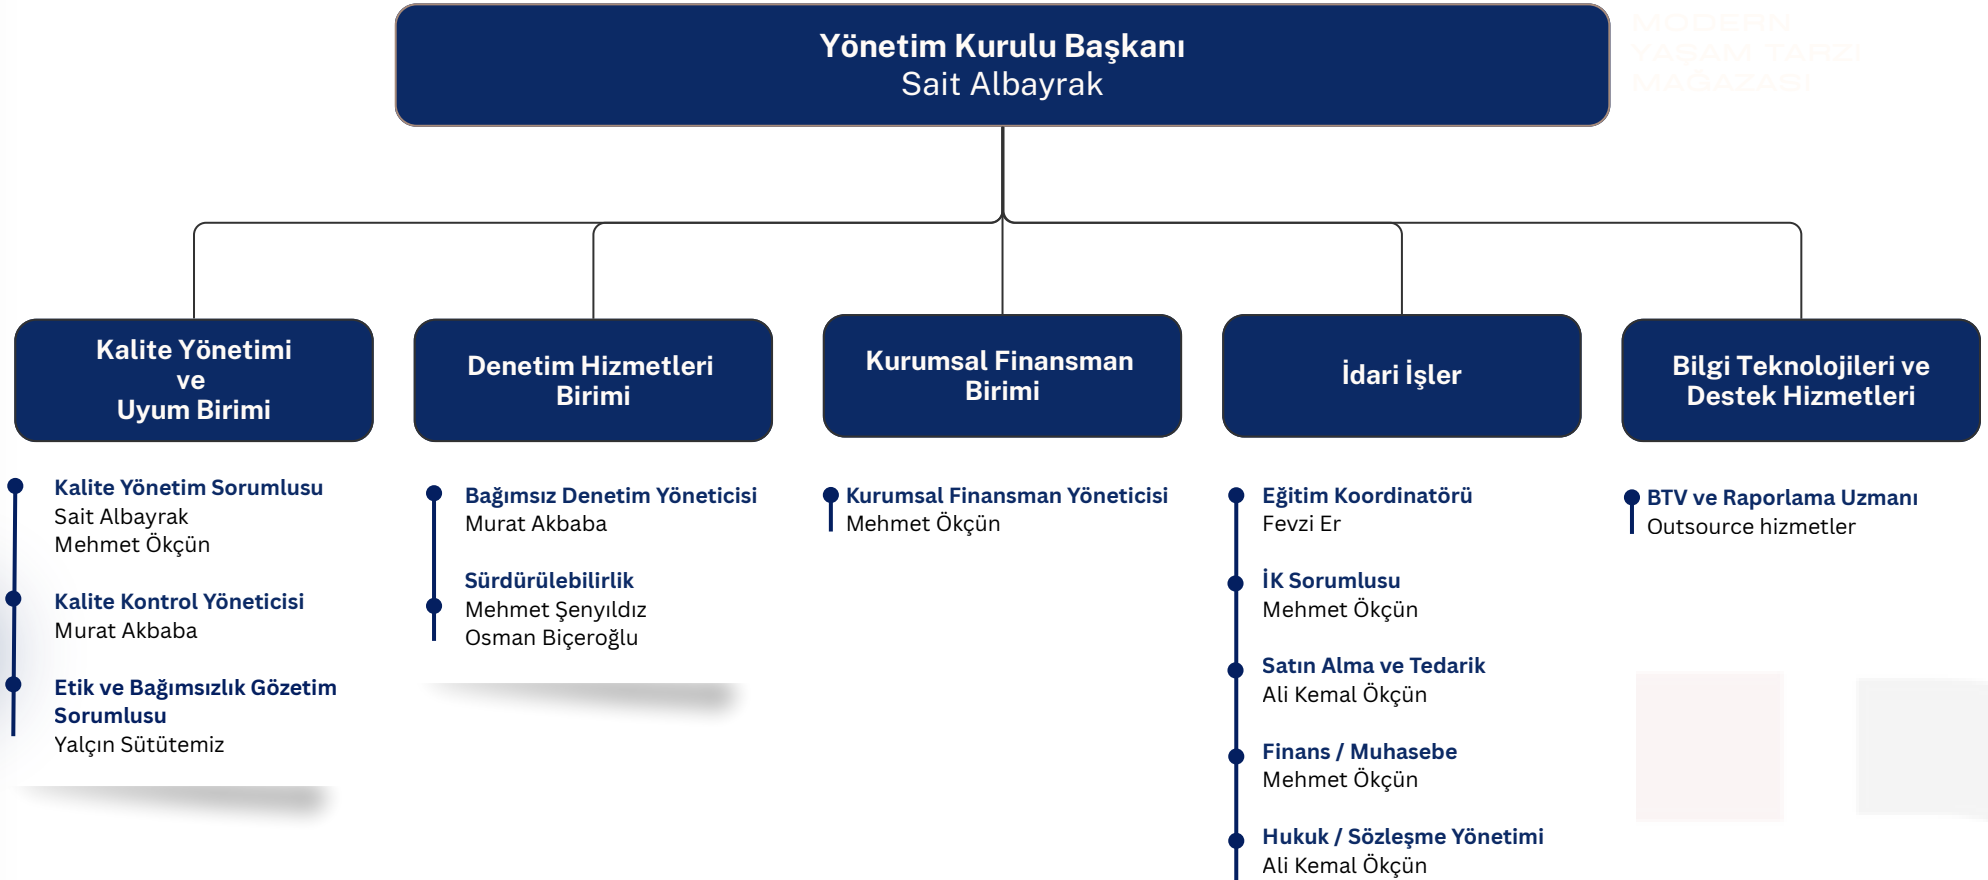 Yönetim Kurulu Başkanı
Sait Albayrak
MODERN
YAŞAM TARZI
MAĞAZASI
Kalite Yönetimi
ve
Uyum Birimi
Denetim Hizmetleri
Birimi
Kurumsal Finansman
Birimi
İdari İşler
Bilgi Teknolojileri ve
Destek Hizmetleri
Kalite Yönetim Sorumlusu
Sait Albayrak
Mehmet Ökçün
Kalite Kontrol Yöneticisi
Murat Akbaba
Etik ve Bağımsızlık Gözetim
Sorumlusu
Yalçın Sütütemiz
Bağımsız Denetim Yöneticisi
Murat Akbaba
Sürdürülebilirlik
Mehmet Şenyıldız
Osman Biçeroğlu
Kurumsal Finansman Yöneticisi
Mehmet Ökçün
Eğitim Koordinatörü
Fevzi Er
İK Sorumlusu
Mehmet Ökçün
Satın Alma ve Tedarik
Ali Kemal Ökçün
Finans / Muhasebe
Mehmet Ökçün
Hukuk / Sözleşme Yönetimi
Ali Kemal Ökçün
BTV ve Raporlama Uzmanı
Outsource hizmetler